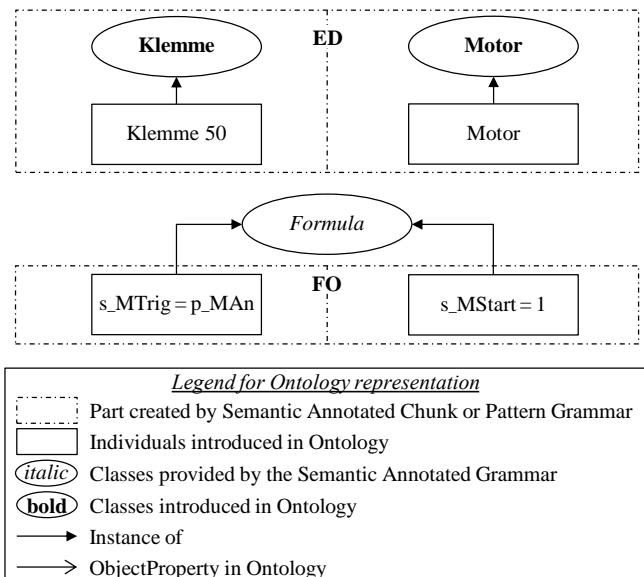 Klemme ED Motor
Klemme 50 Motor
Formula
FO
s_MTrig = p_MAn s_MStart = 1
Legend for Ontology representation
Part created by Semantic Annotated Chunk or Pattern Grammar
Individuals introduced in Ontology
italic Classes provided by the Semantic Annotated Grammar
bold Classes introduced in Ontology
Instance of
ObjectProperty in Ontology